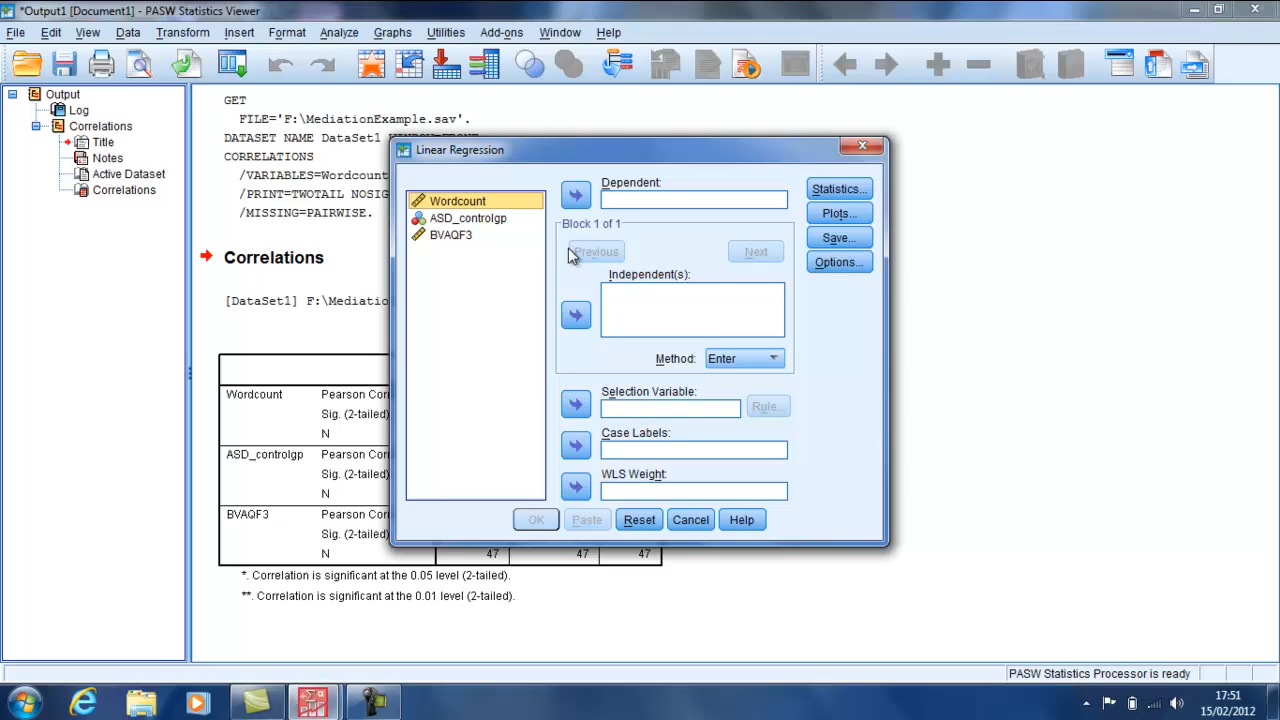 *Output1 [Document1] - PASW Statistics Viewer
File Edit View Data Transform Insert Format Analyze Graphs Utilities Add-ons Window Help
Output
Log
Correlations
Title
Notes
Active Dataset
Correlations
GET
FILE='F:\MediationExample.sav'.
DATASET NAME DataSet1
CORRELATIONS
/VARIABLES=Wordcount
/PRINT=TWOTAIL NOSIG
/MISSING=PAIRWISE.
Correlations
[DataSet1] F:\Mediation
Wordcount Pearson Cor
Sig. (2-tailed)
N
ASD_controlgp Pearson Cor
Sig. (2-tailed)
N
BVAQF3 Pearson Cor
Sig. (2-tailed)
N 47 47 47
*. Correlation is significant at the 0.05 level (2-tailed).
**. Correlation is significant at the 0.01 level (2-tailed).
Linear Regression
Wordcount
ASD_controlgp
BVAQF3
Dependent:
Block 1 of 1
Previous Next
Independent(s):
Method: Enter
Selection Variable:
Rule...
Case Labels:
WLS Weight:
Statistics...
Plots...
Save...
Options...
OK Paste Reset Cancel Help
PASW Statistics Processor is ready
17:51
15/02/2012